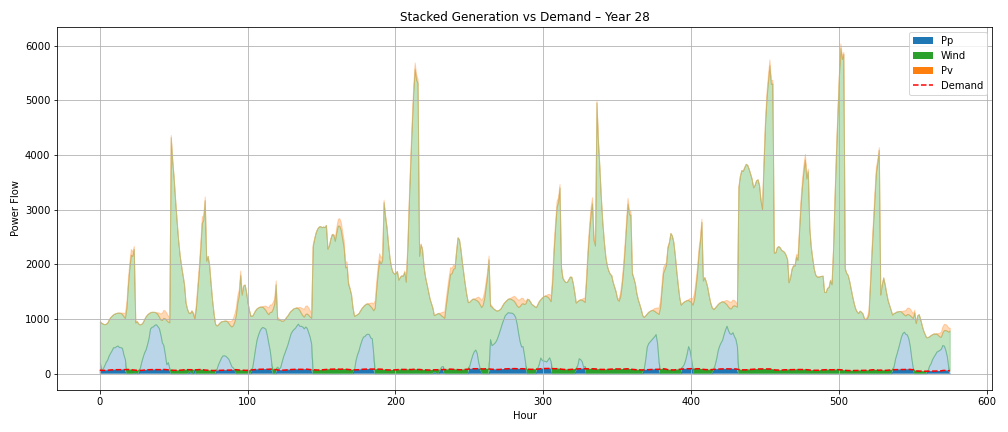 Stacked Generation vs Demand – Year 28
Pp
Wind
Pv
Demand
Power Flow
6000
5000
4000
3000
2000
1000
0
0 100 200 300 400 500 600
Hour